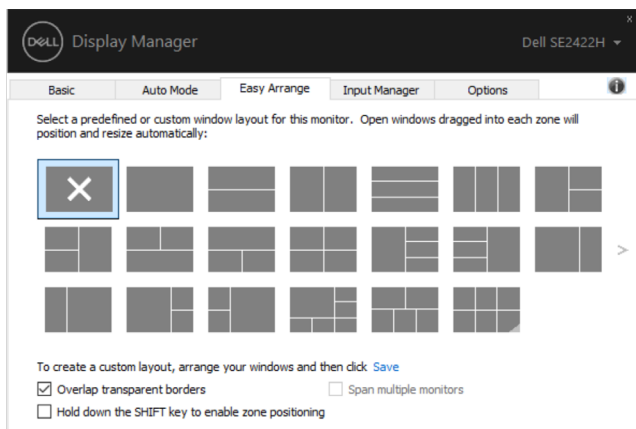 x
DELL Display Manager Dell SE2422H
Basic Auto Mode Easy Arrange Input Manager Options i
Select a predefined or custom window layout for this monitor. Open windows dragged into each zone will
position and resize automatically:
>
To create a custom layout, arrange your windows and then click Save
Overlap transparent borders Span multiple monitors
Hold down the SHIFT key to enable zone positioning